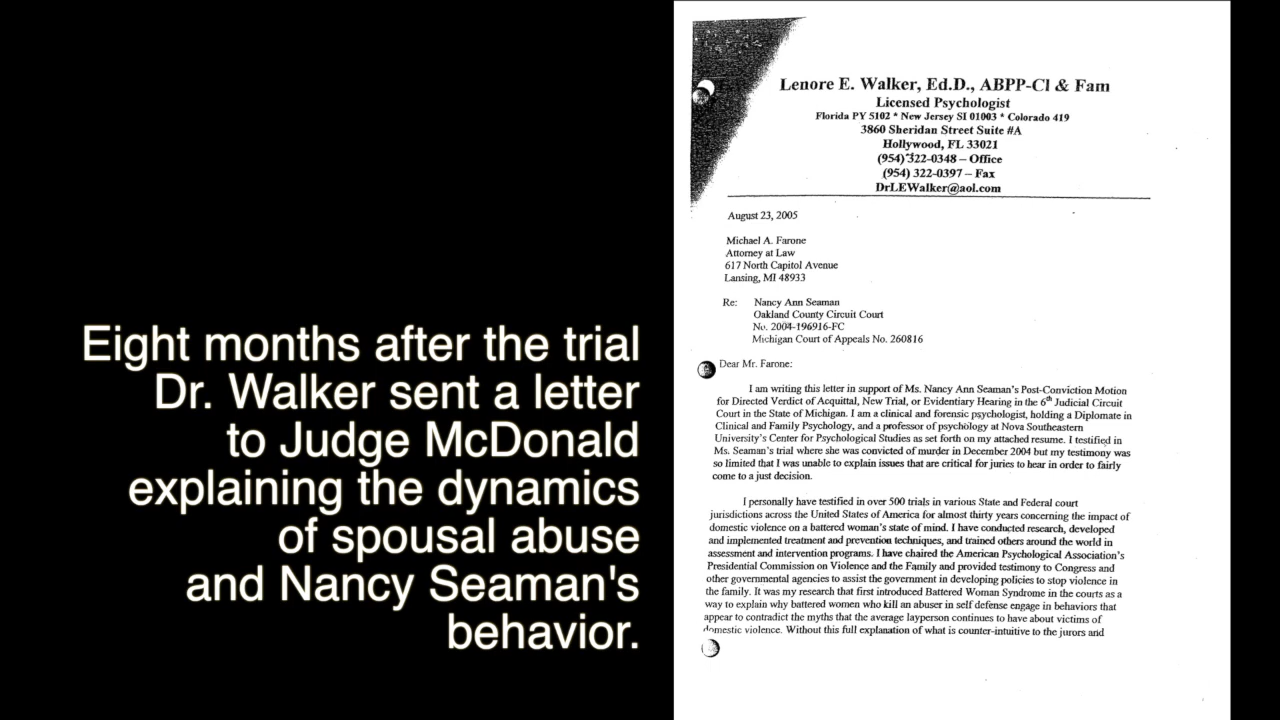 Eight months after the trial
Dr. Walker sent a letter
to Judge McDonald
explaining the dynamics
of spousal abuse
and Nancy Seaman's
behavior.
Lenore E. Walker, Ed.D., ABPP-Cl & Fam
Licensed Psychologist
Florida PY 5102 * New Jersey SI 01003 * Colorado 419
3860 Sheridan Street Suite #A
Hollywood, FL 33021
(954) 322-0348 – Office
(954) 322-0397 – Fax
DrLEWalker@aol.com
August 23, 2005
Michael A. Farone
Attorney at Law
617 North Capitol Avenue
Lansing, MI 48933
Re: Nancy Ann Seaman
Oakland County Circuit Court
No. 2004-196916-FC
Michigan Court of Appeals No. 260816
Dear Mr. Farone:
I am writing this letter in support of Ms. Nancy Ann Seaman's Post-Conviction Motion
for Directed Verdict of Acquittal, New Trial, or Evidentiary Hearing in the 6th Judicial Circuit
Court in the State of Michigan. I am a clinical and forensic psychologist, holding a Diplomate in
Clinical and Family Psychology, and a professor of psychology at Nova Southeastern
University's Center for Psychological Studies as set forth on my attached resume. I testified in
Ms. Seaman's trial where she was convicted of murder in December 2004 but my testimony was
so limited that I was unable to explain issues that are critical for juries to hear in order to fairly
come to a just decision.
I personally have testified in over 500 trials in various State and Federal court
jurisdictions across the United States of America for almost thirty years concerning the impact of
domestic violence on a battered woman's state of mind. I have conducted research, developed
and implemented treatment and prevention techniques, and trained others around the world in
assessment and intervention programs. I have chaired the American Psychological Association's
Presidential Commission on Violence and the Family and provided testimony to Congress and
other governmental agencies to assist the government in developing policies to stop violence in
the family. It was my research that first introduced Battered Woman Syndrome in the courts as a
way to explain why battered women who kill an abuser in self defense engage in behaviors that
appear to contradict the myths that the average layperson continues to have about victims of
domestic violence. Without this full explanation of what is counter-intuitive to the jurors and